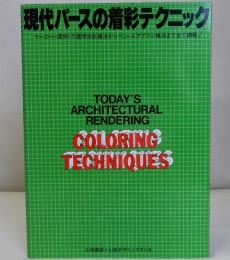 現代パースの着彩テクニック
マーカー・透明・不透明水彩技法からペン・エアブラシ技法まで全て網羅！
TODAY'S
ARCHITECTURAL
RENDERING
COLORING
TECHNIQUES